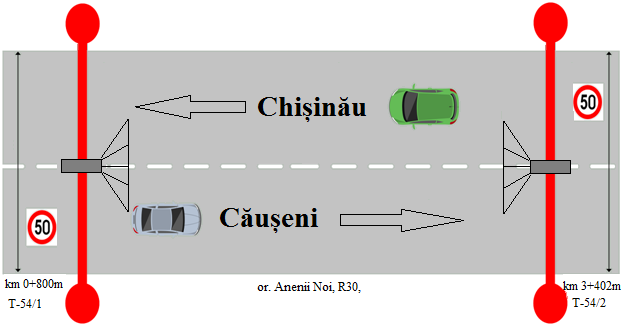 50
Chișinău
Căușeni
50
km 0+800m
T-54/1
or. Anenii Noi, R30,
km 3+402m
T-54/2